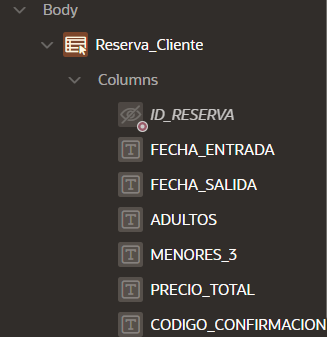 Body
Reserva_Cliente
Columns
ID_RESERVA
FECHA_ENTRADA
FECHA_SALIDA
ADULTOS
MENORES_3
PRECIO_TOTAL
CODIGO_CONFIRMACION